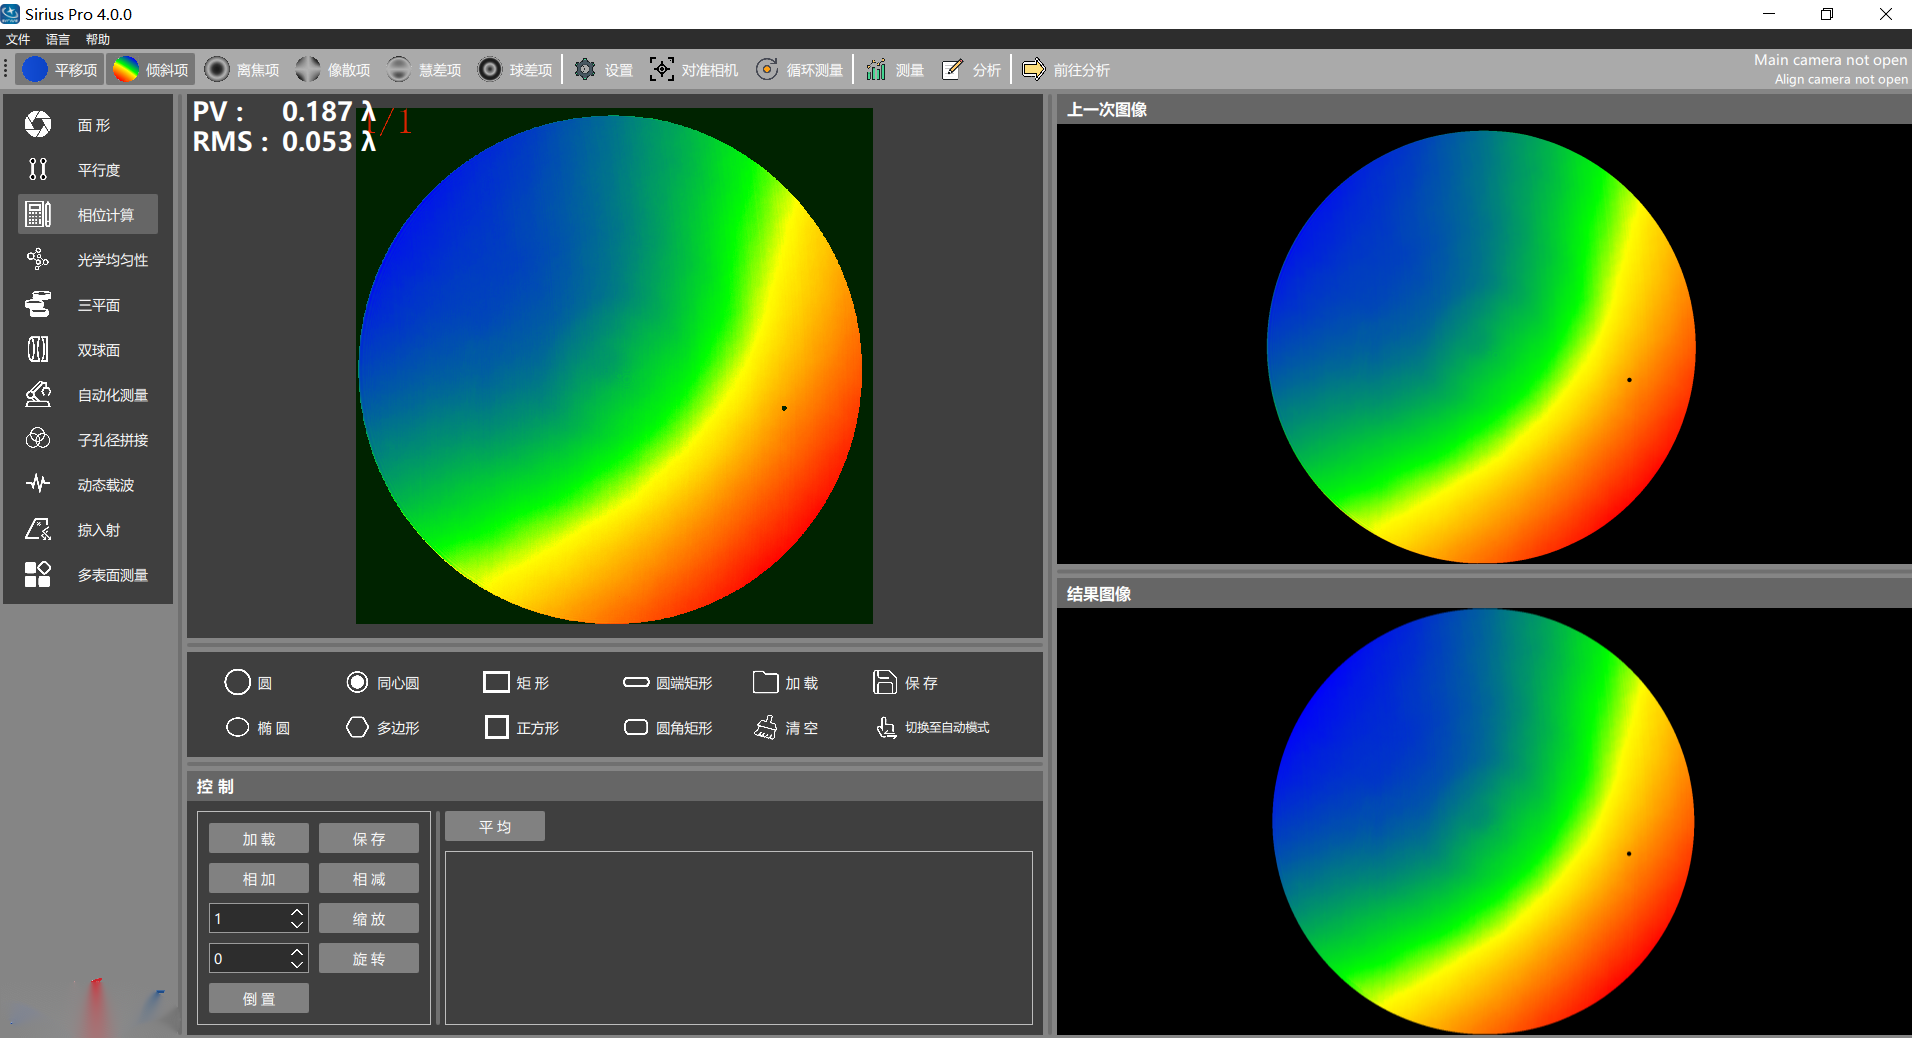 Sirius Pro 4.0.0
文件 语言 帮助
平移项 倾斜项 离焦项 像散项 慧差项 球差项 设置 对准相机 循环测量 测量 分析 前往分析
Main camera not open
Align camera not open
面 形
平行度
相位计算
光学均匀性
三平面
双球面
自动化测量
子孔径拼接
动态载波
掠入射
多表面测量
PV : 0.187 λ
RMS : 0.053 λ
1/1
圆 同心圆 矩 形 圆端矩形 加 载 保 存
椭 圆 多边形 正方形 圆角矩形 清 空 切换至自动模式
控 制
加 载 保 存
相 加 相 减
1 缩 放
0 旋 转
倒 置
平 均
上一次图像
结果图像